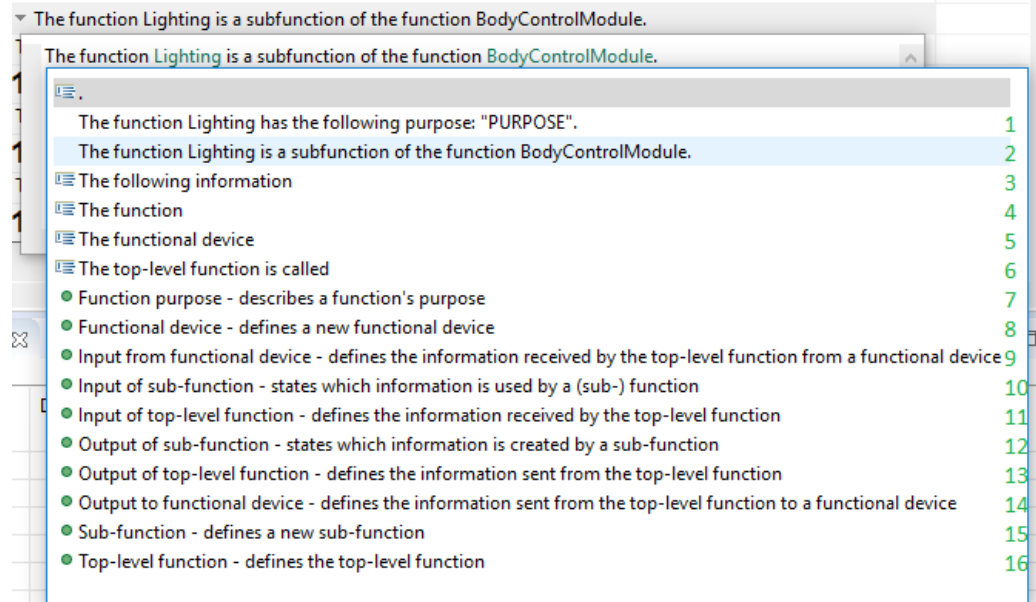 The function Lighting is a subfunction of the function BodyControlModule.
The function Lighting is a subfunction of the function BodyControlModule.
.
The function Lighting has the following purpose: "PURPOSE". 1
The function Lighting is a subfunction of the function BodyControlModule. 2
The following information 3
The function 4
The functional device 5
The top-level function is called 6
Function purpose - describes a function's purpose 7
Functional device - defines a new functional device 8
Input from functional device - defines the information received by the top-level function from a functional device 9
Input of sub-function - states which information is used by a (sub-) function 10
Input of top-level function - defines the information received by the top-level function 11
Output of sub-function - states which information is created by a sub-function 12
Output of top-level function - defines the information sent from the top-level function 13
Output to functional device - defines the information sent from the top-level function to a functional device 14
Sub-function - defines a new sub-function 15
Top-level function - defines the top-level function 16